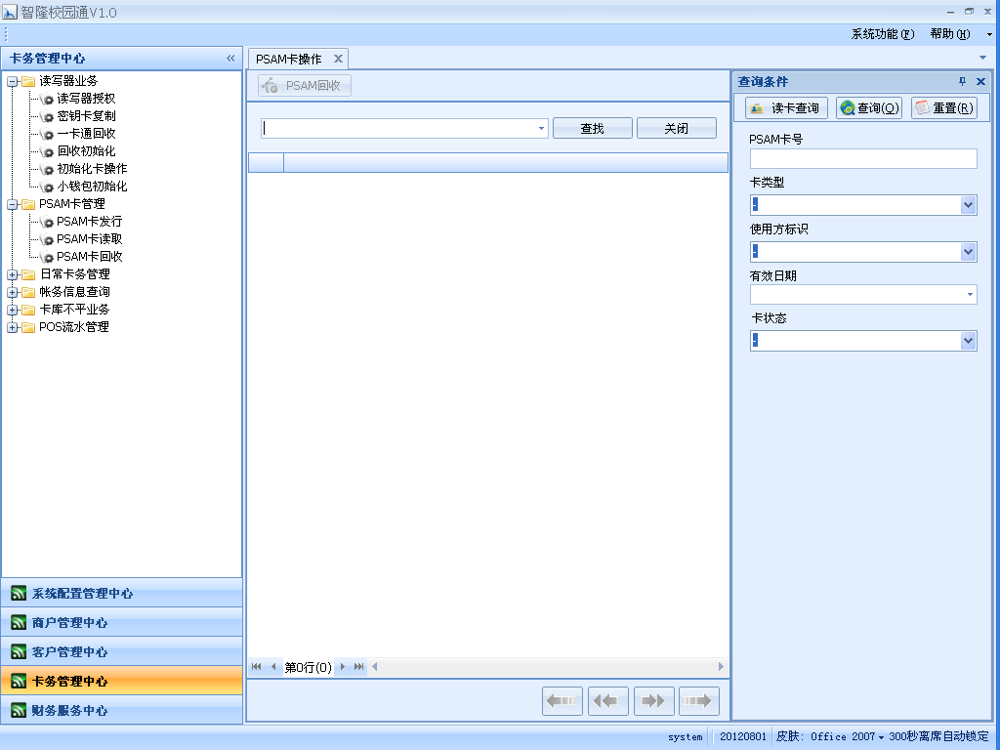 智隆校园通V1.0
系统功能(F) 帮助(H)
卡务管理中心
读写器业务
读写器授权
密钥卡复制
一卡通回收
回收初始化
初始化卡操作
小钱包初始化
PSAM卡管理
PSAM卡发行
PSAM卡读取
PSAM卡回收
日常卡务管理
帐务信息查询
卡库不平业务
POS流水管理
系统配置管理中心
商户管理中心
客户管理中心
卡务管理中心
财务服务中心
PSAM卡操作
PSAM回收
查找 关闭
第0行(0)
查询条件
读卡查询 查询(Q) 重置(R)
PSAM卡号
卡类型
-
使用方标识
-
有效日期
卡状态
-
system 20120801 皮肤: Office 2007 300秒离席自动锁定